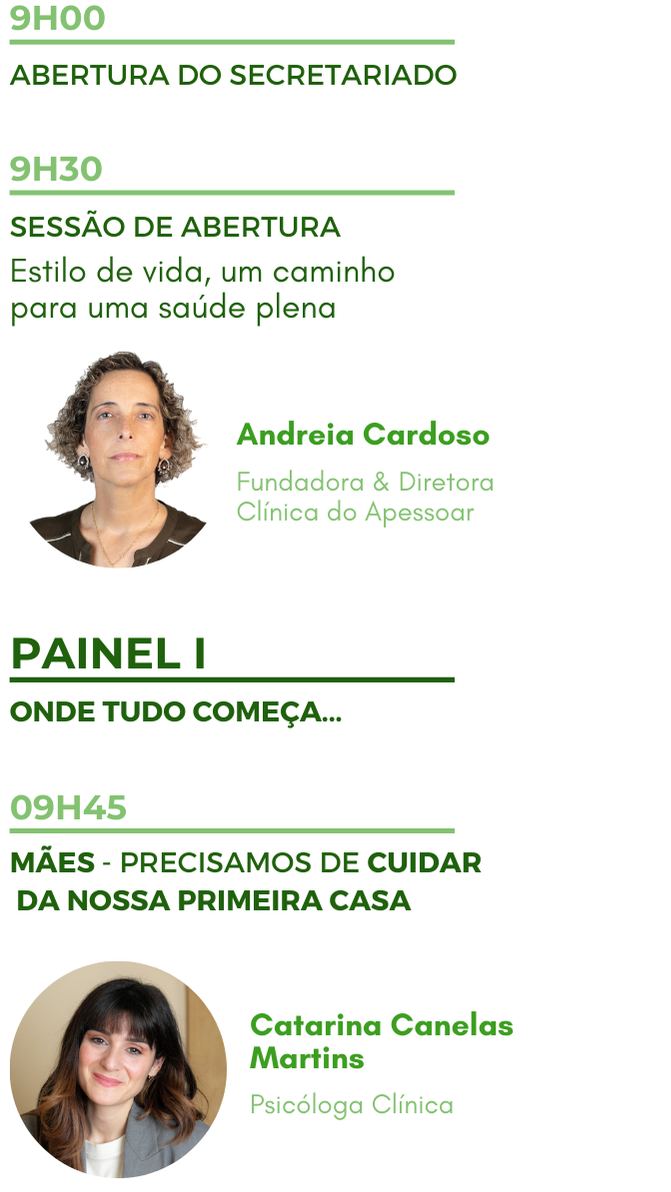 9H00
ABERTURA DO SECRETARIADO
9H30
SESSÃO DE ABERTURA
Estilo de vida, um caminho
para uma saúde plena
Andreia Cardoso
Fundadora & Diretora
Clínica do Apessoar
PAINEL I
ONDE TUDO COMEÇA...
09H45
MÃES - PRECISAMOS DE CUIDAR
DA NOSSA PRIMEIRA CASA
Catarina Canelas
Martins
Psicóloga Clínica